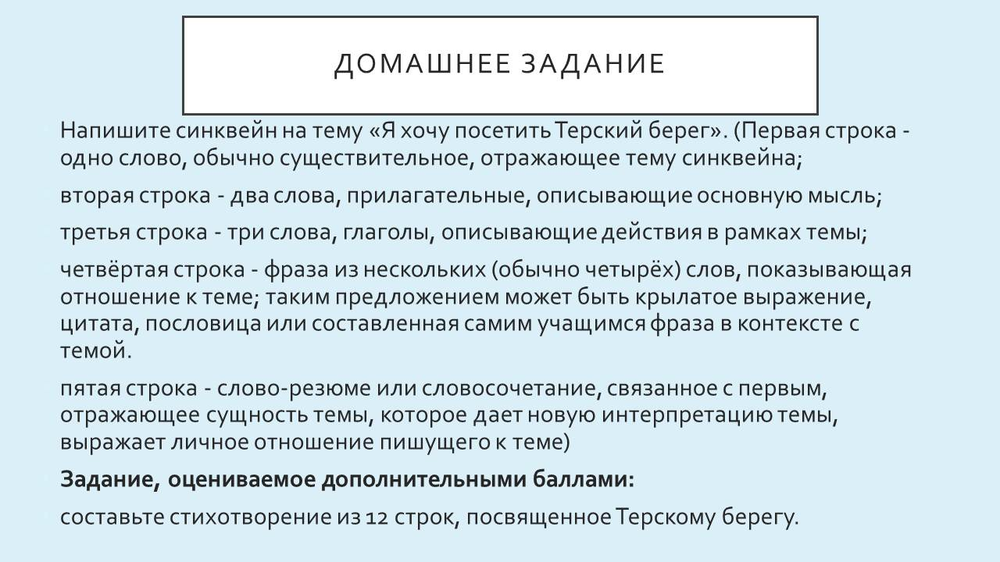 ДОМАШНЕЕ ЗАДАНИЕ
Напишите синквейн на тему «Я хочу посетить Терский берег». (Первая строка -
одно слово, обычно существительное, отражающее тему синквейна;
вторая строка - два слова, прилагательные, описывающие основную мысль;
третья строка - три слова, глаголы, описывающие действия в рамках темы;
четвёртая строка - фраза из нескольких (обычно четырёх) слов, показывающая
отношение к теме; таким предложением может быть крылатое выражение,
цитата, пословица или составленная самим учащимся фраза в контексте с
темой.
пятая строка - слово-резюме или словосочетание, связанное с первым,
отражающее сущность темы, которое дает новую интерпретацию темы,
выражает личное отношение пишущего к теме)
Задание, оцениваемое дополнительными баллами:
составьте стихотворение из 12 строк, посвященное Терскому берегу.